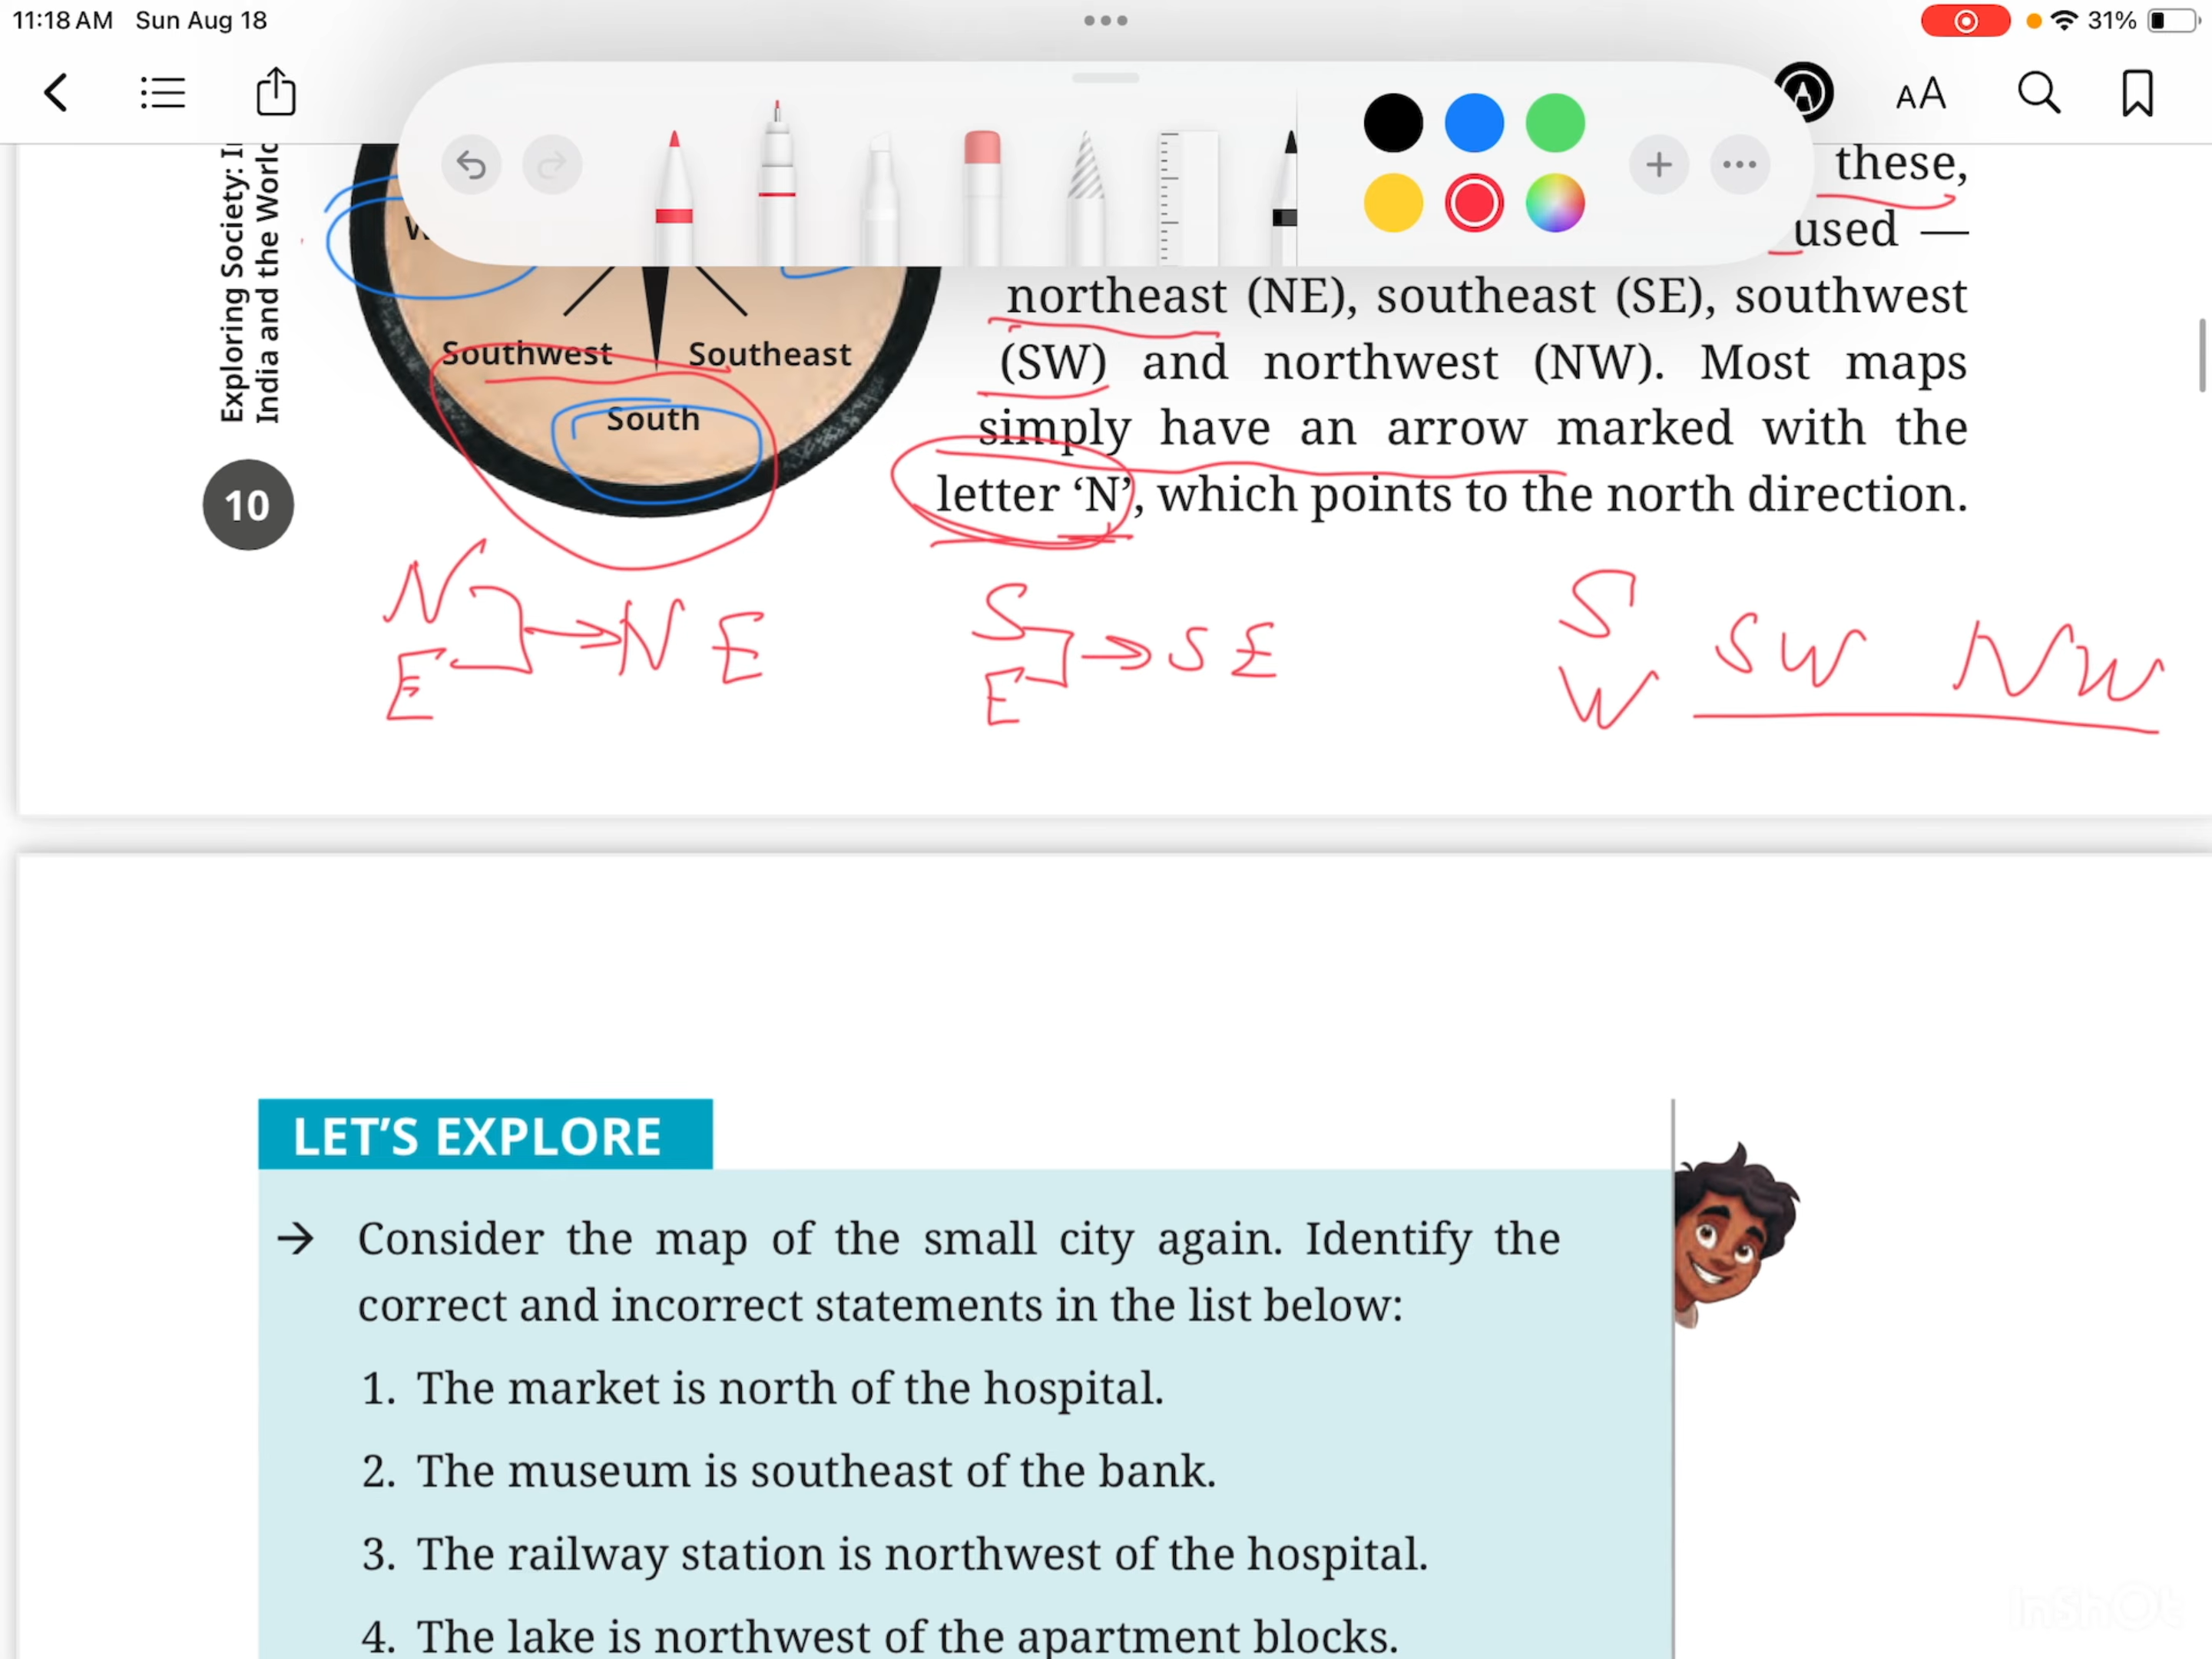 11:18 AM Sun Aug 18
31%
AA
Exploring Society: I
India and the World
these,
used —
northeast (NE), southeast (SE), southwest
(SW) and northwest (NW). Most maps
simply have an arrow marked with the
letter ‘N’, which points to the north direction.
Southwest
Southeast
South
10
N
E
N E
S
E
S E
S
W
SW
NW
LET’S EXPLORE
→ Consider the map of the small city again. Identify the
correct and incorrect statements in the list below:
1. The market is north of the hospital.
2. The museum is southeast of the bank.
3. The railway station is northwest of the hospital.
4. The lake is northwest of the apartment blocks.
InShOt